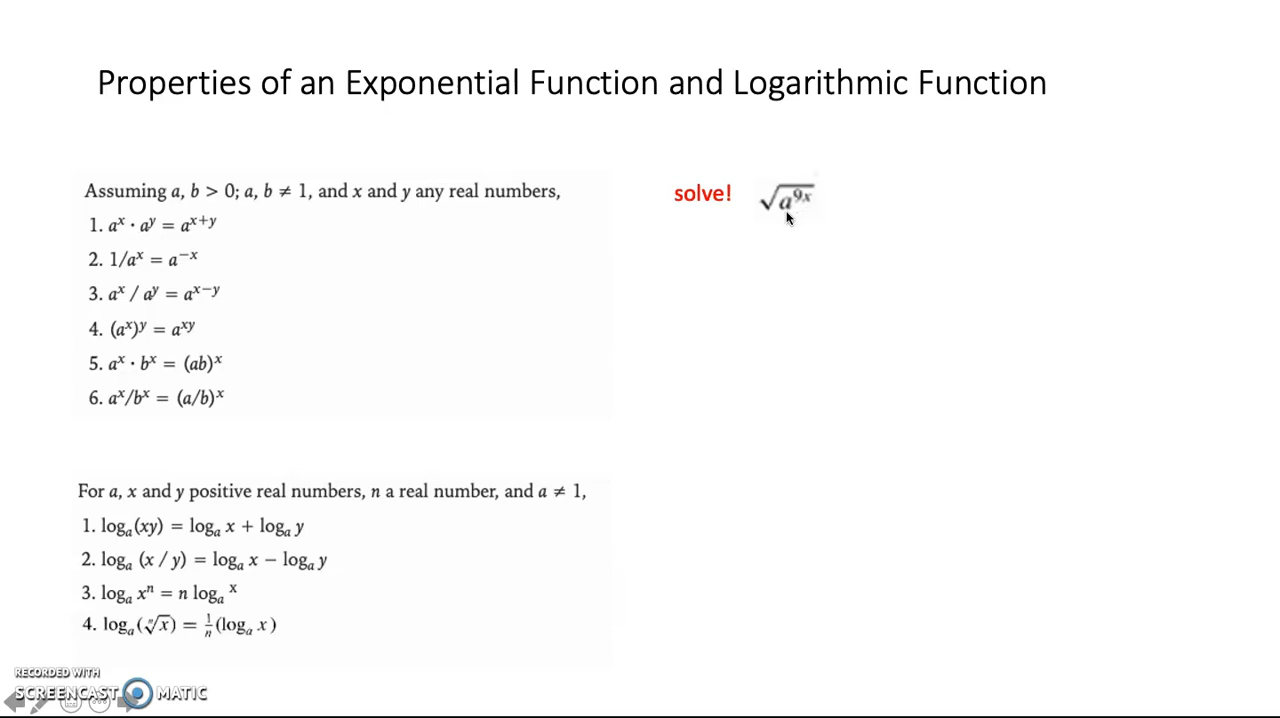 Properties of an Exponential Function and Logarithmic Function
Assuming a, b > 0; a, b ≠ 1, and x and y any real numbers,
1. aˣ · aʸ = aˣ⁺ʸ
2. 1/aˣ = a⁻ˣ
3. aˣ / aʸ = aˣ⁻ʸ
4. (aˣ)ʸ = aˣʸ
5. aˣ · bˣ = (ab)ˣ
6. aˣ/bˣ = (a/b)ˣ
solve! √(a⁹ˣ)
For a, x and y positive real numbers, n a real number, and a ≠ 1,
1. logₐ(xy) = logₐ x + logₐ y
2. logₐ (x / y) = logₐ x − logₐ y
3. logₐ xⁿ = n logₐ ˣ
4. logₐ(ⁿ√x) = 1/n (logₐ x)
RECORDED WITH
SCREENCAST MATIC